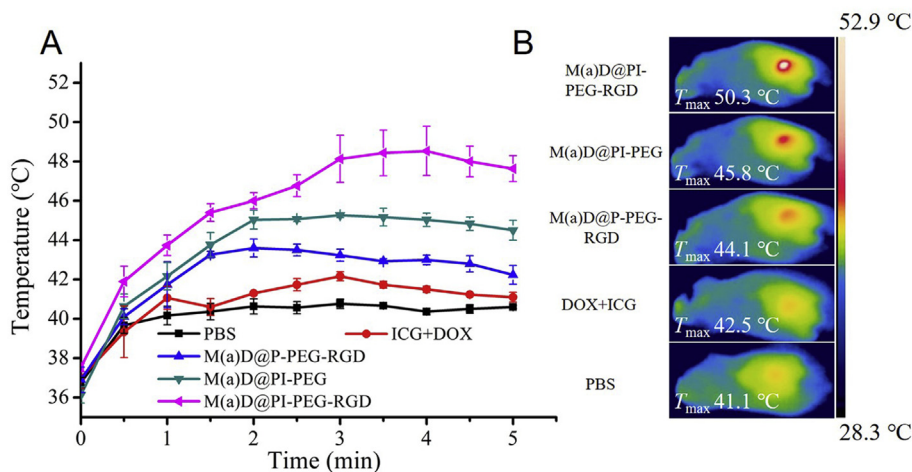 A
Temperature (℃)
52
50
48
46
44
42
40
38
36
0
1
2
3
4
5
Time (min)
PBS
ICG+DOX
M(a)D@P-PEG-RGD
M(a)D@PI-PEG
M(a)D@PI-PEG-RGD
B
52.9 ℃
M(a)D@PI-
PEG-RGD
Tmax 50.3 ℃
M(a)D@PI-PEG
Tmax 45.8 ℃
M(a)D@P-PEG-
RGD
Tmax 44.1 ℃
DOX+ICG
Tmax 42.5 ℃
PBS
Tmax 41.1 ℃
28.3 ℃